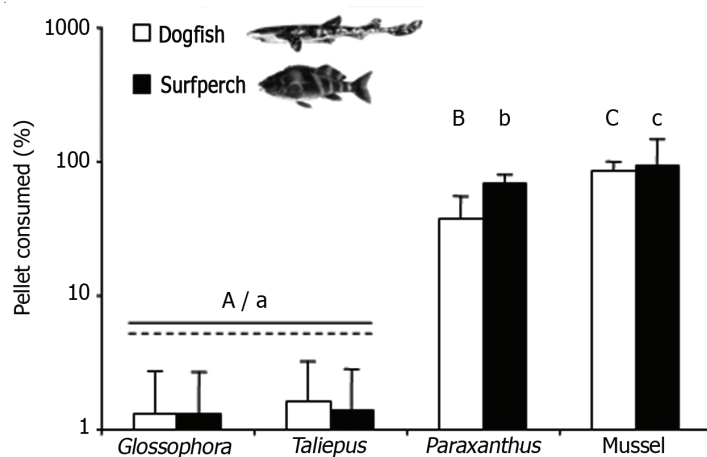 1000
Dogfish
Surfperch
B b C c
100
Pellet consumed (%)
10
A / a
1
Glossophora Taliepus Paraxanthus Mussel